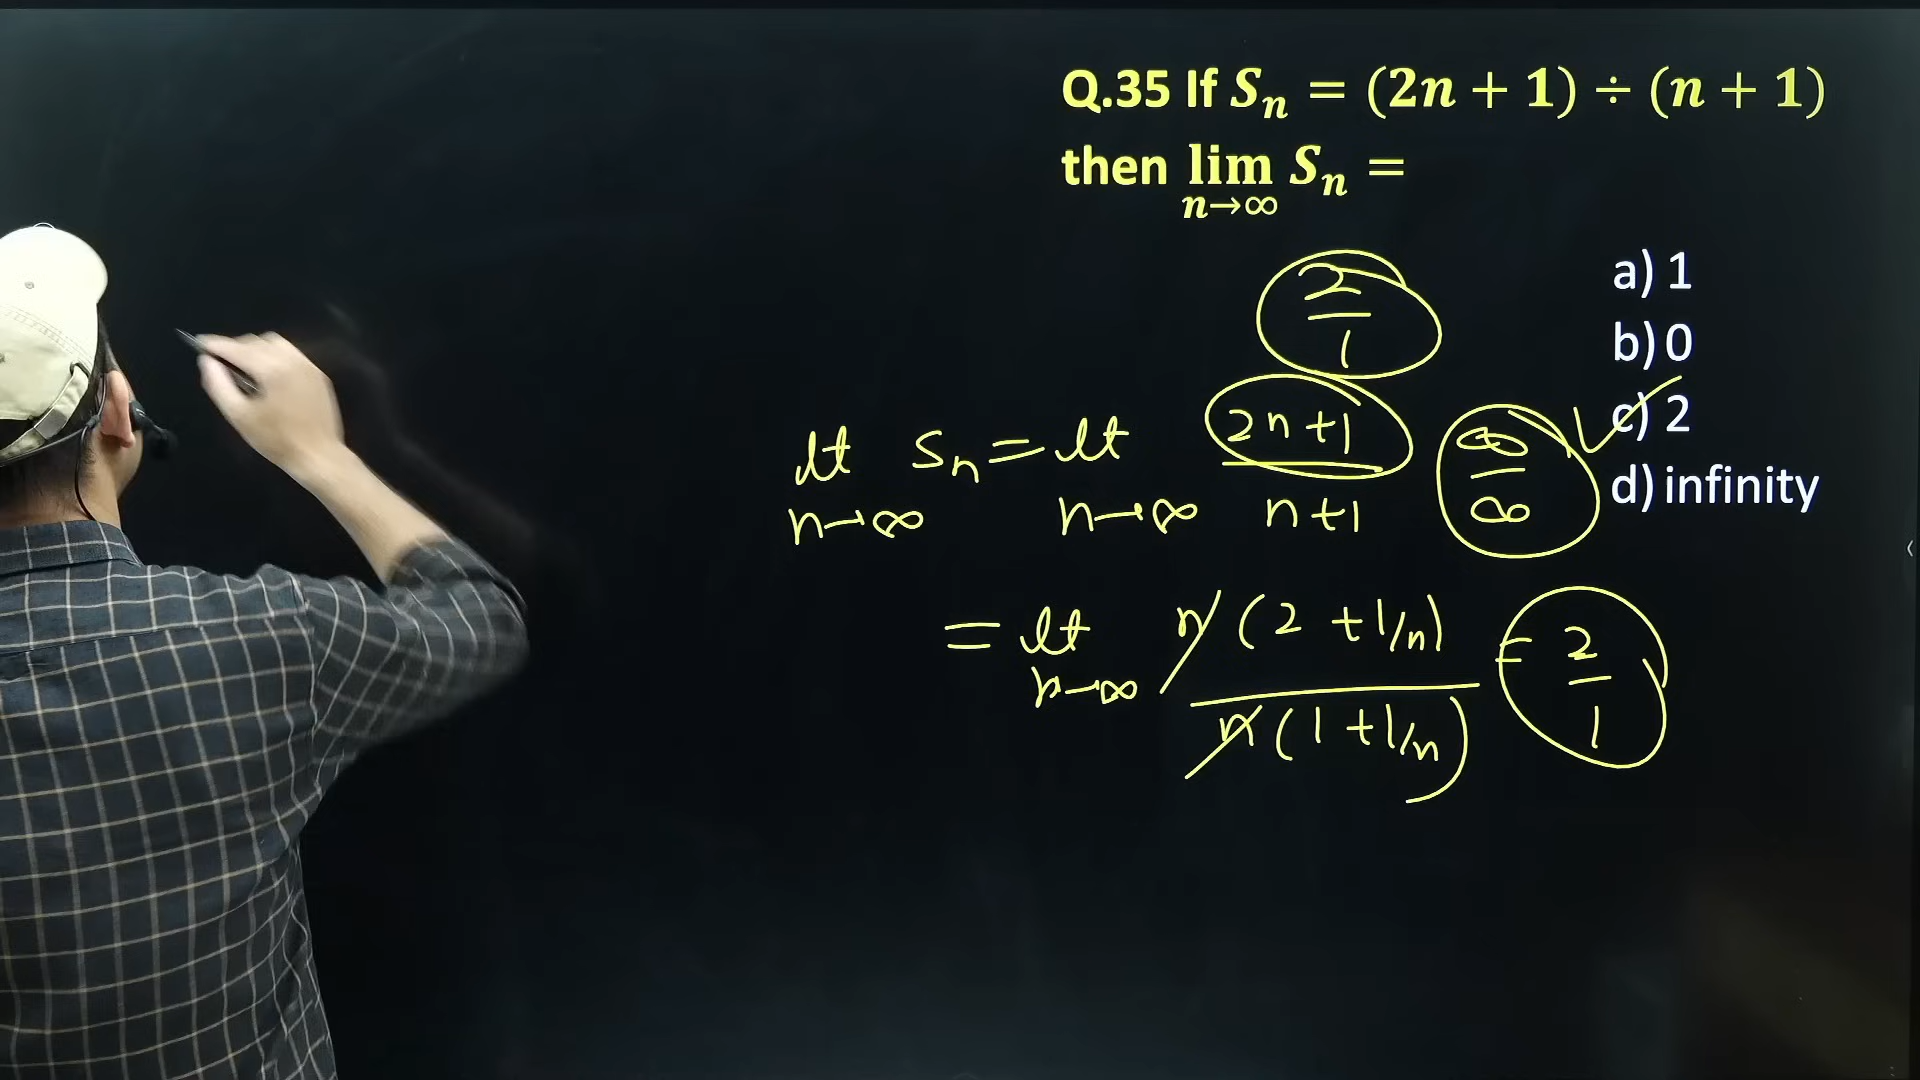 Q.35 If Sₙ = (2n + 1) ÷ (n + 1)
then lim Sₙ =
n→∞
a) 1
b) 0
c) 2
d) infinity
2
1
lt Sₙ = lt 2n+1
n→∞ n→∞ n+1
∞
∞
= lt n(2 + 1/n) = 2
n→∞ n(1 + 1/n) 1